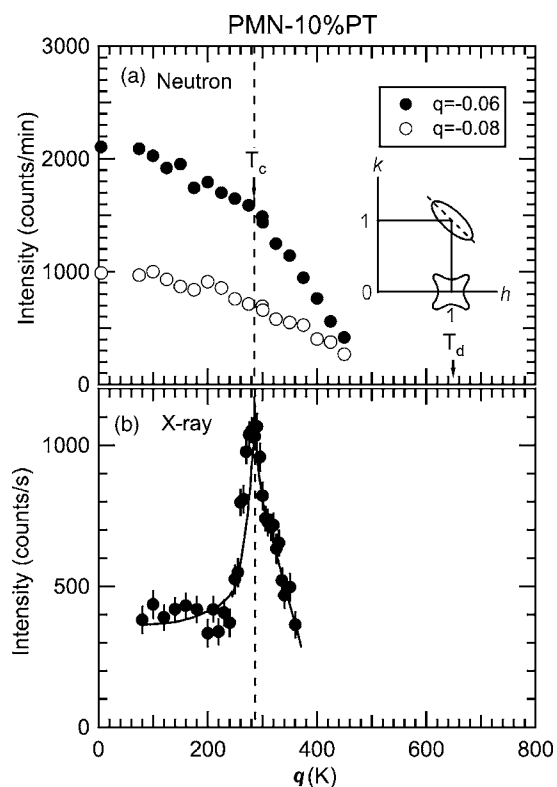 PMN-10%PT
3000
(a) Neutron
q=-0.06
q=-0.08
T_c
2000
k
1
1000
0
h
1
T_d
0
Intensity (counts/min)
(b) X-ray
1000
500
0
Intensity (counts/s)
0 200 400 600 800
q(K)